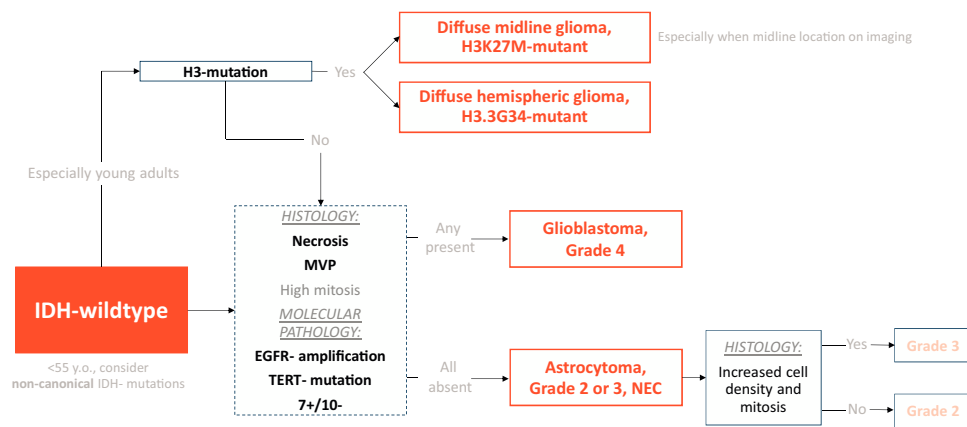 Diffuse midline glioma,
H3K27M-mutant
Especially when midline location on imaging
H3-mutation
Yes
Diffuse hemispheric glioma,
H3.3G34-mutant
No
Especially young adults
HISTOLOGY:
Necrosis
MVP
High mitosis
MOLECULAR
PATHOLOGY:
EGFR- amplification
TERT- mutation
7+/10-
Any
present
Glioblastoma,
Grade 4
IDH-wildtype
<55 y.o., consider
non-canonical IDH- mutations
All
absent
Astrocytoma,
Grade 2 or 3, NEC
HISTOLOGY:
Increased cell
density and
mitosis
Yes
Grade 3
No
Grade 2